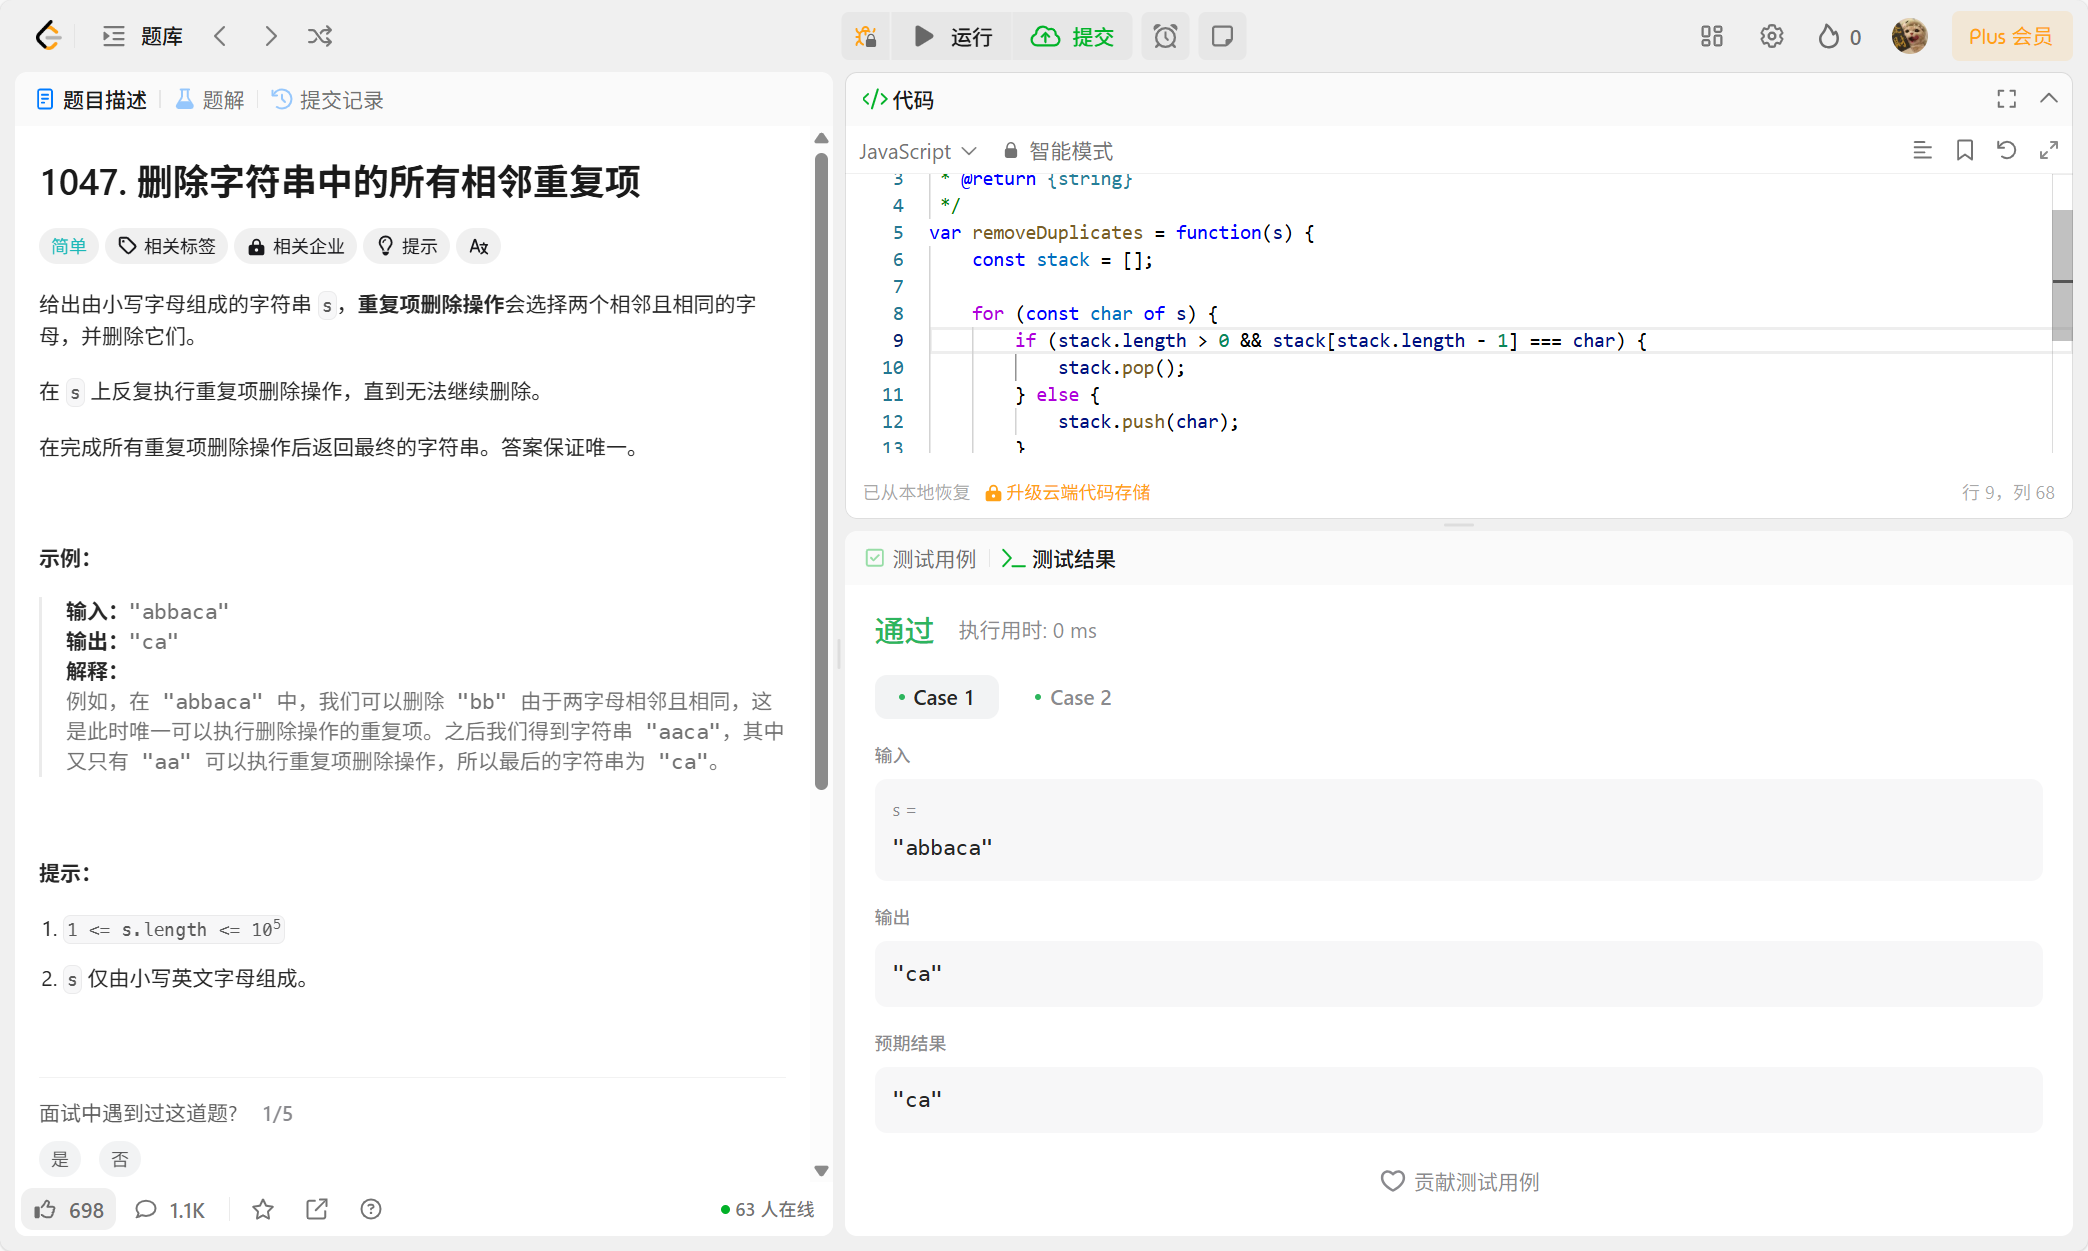 题库
运行
提交
0
Plus 会员
题目描述
题解
提交记录
1047. 删除字符串中的所有相邻重复项
简单
相关标签
相关企业
提示
给出由小写字母组成的字符串 s，重复项删除操作会选择两个相邻且相同的字
母，并删除它们。
在 s 上反复执行重复项删除操作，直到无法继续删除。
在完成所有重复项删除操作后返回最终的字符串。答案保证唯一。
示例：
输入："abbaca"
输出："ca"
解释：
例如，在 "abbaca" 中，我们可以删除 "bb" 由于两字母相邻且相同，这
是此时唯一可以执行删除操作的重复项。之后我们得到字符串 "aaca"，其中
又只有 "aa" 可以执行重复项删除操作，所以最后的字符串为 "ca"。
提示：
1. 1 <= s.length <= 10⁵
2. s 仅由小写英文字母组成。
面试中遇到过这道题? 1/5
是
否
698
1.1K
63 人在线
</> 代码
JavaScript
智能模式
3 * @return {string}
4 */
5 var removeDuplicates = function(s) {
6 const stack = [];
7
8 for (const char of s) {
9 if (stack.length > 0 && stack[stack.length - 1] === char) {
10 stack.pop();
11 } else {
12 stack.push(char);
13 }
已从本地恢复
升级云端代码存储
行 9，列 68
测试用例
测试结果
通过
执行用时: 0 ms
Case 1
Case 2
输入
s =
"abbaca"
输出
"ca"
预期结果
"ca"
贡献测试用例